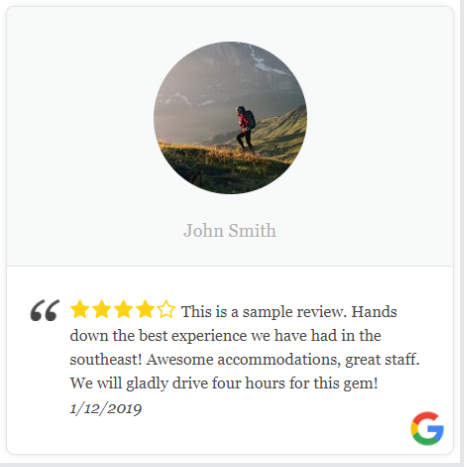 John Smith
“ This is a sample review. Hands
down the best experience we have had in the
southeast! Awesome accommodations, great staff.
We will gladly drive four hours for this gem!
1/12/2019
G